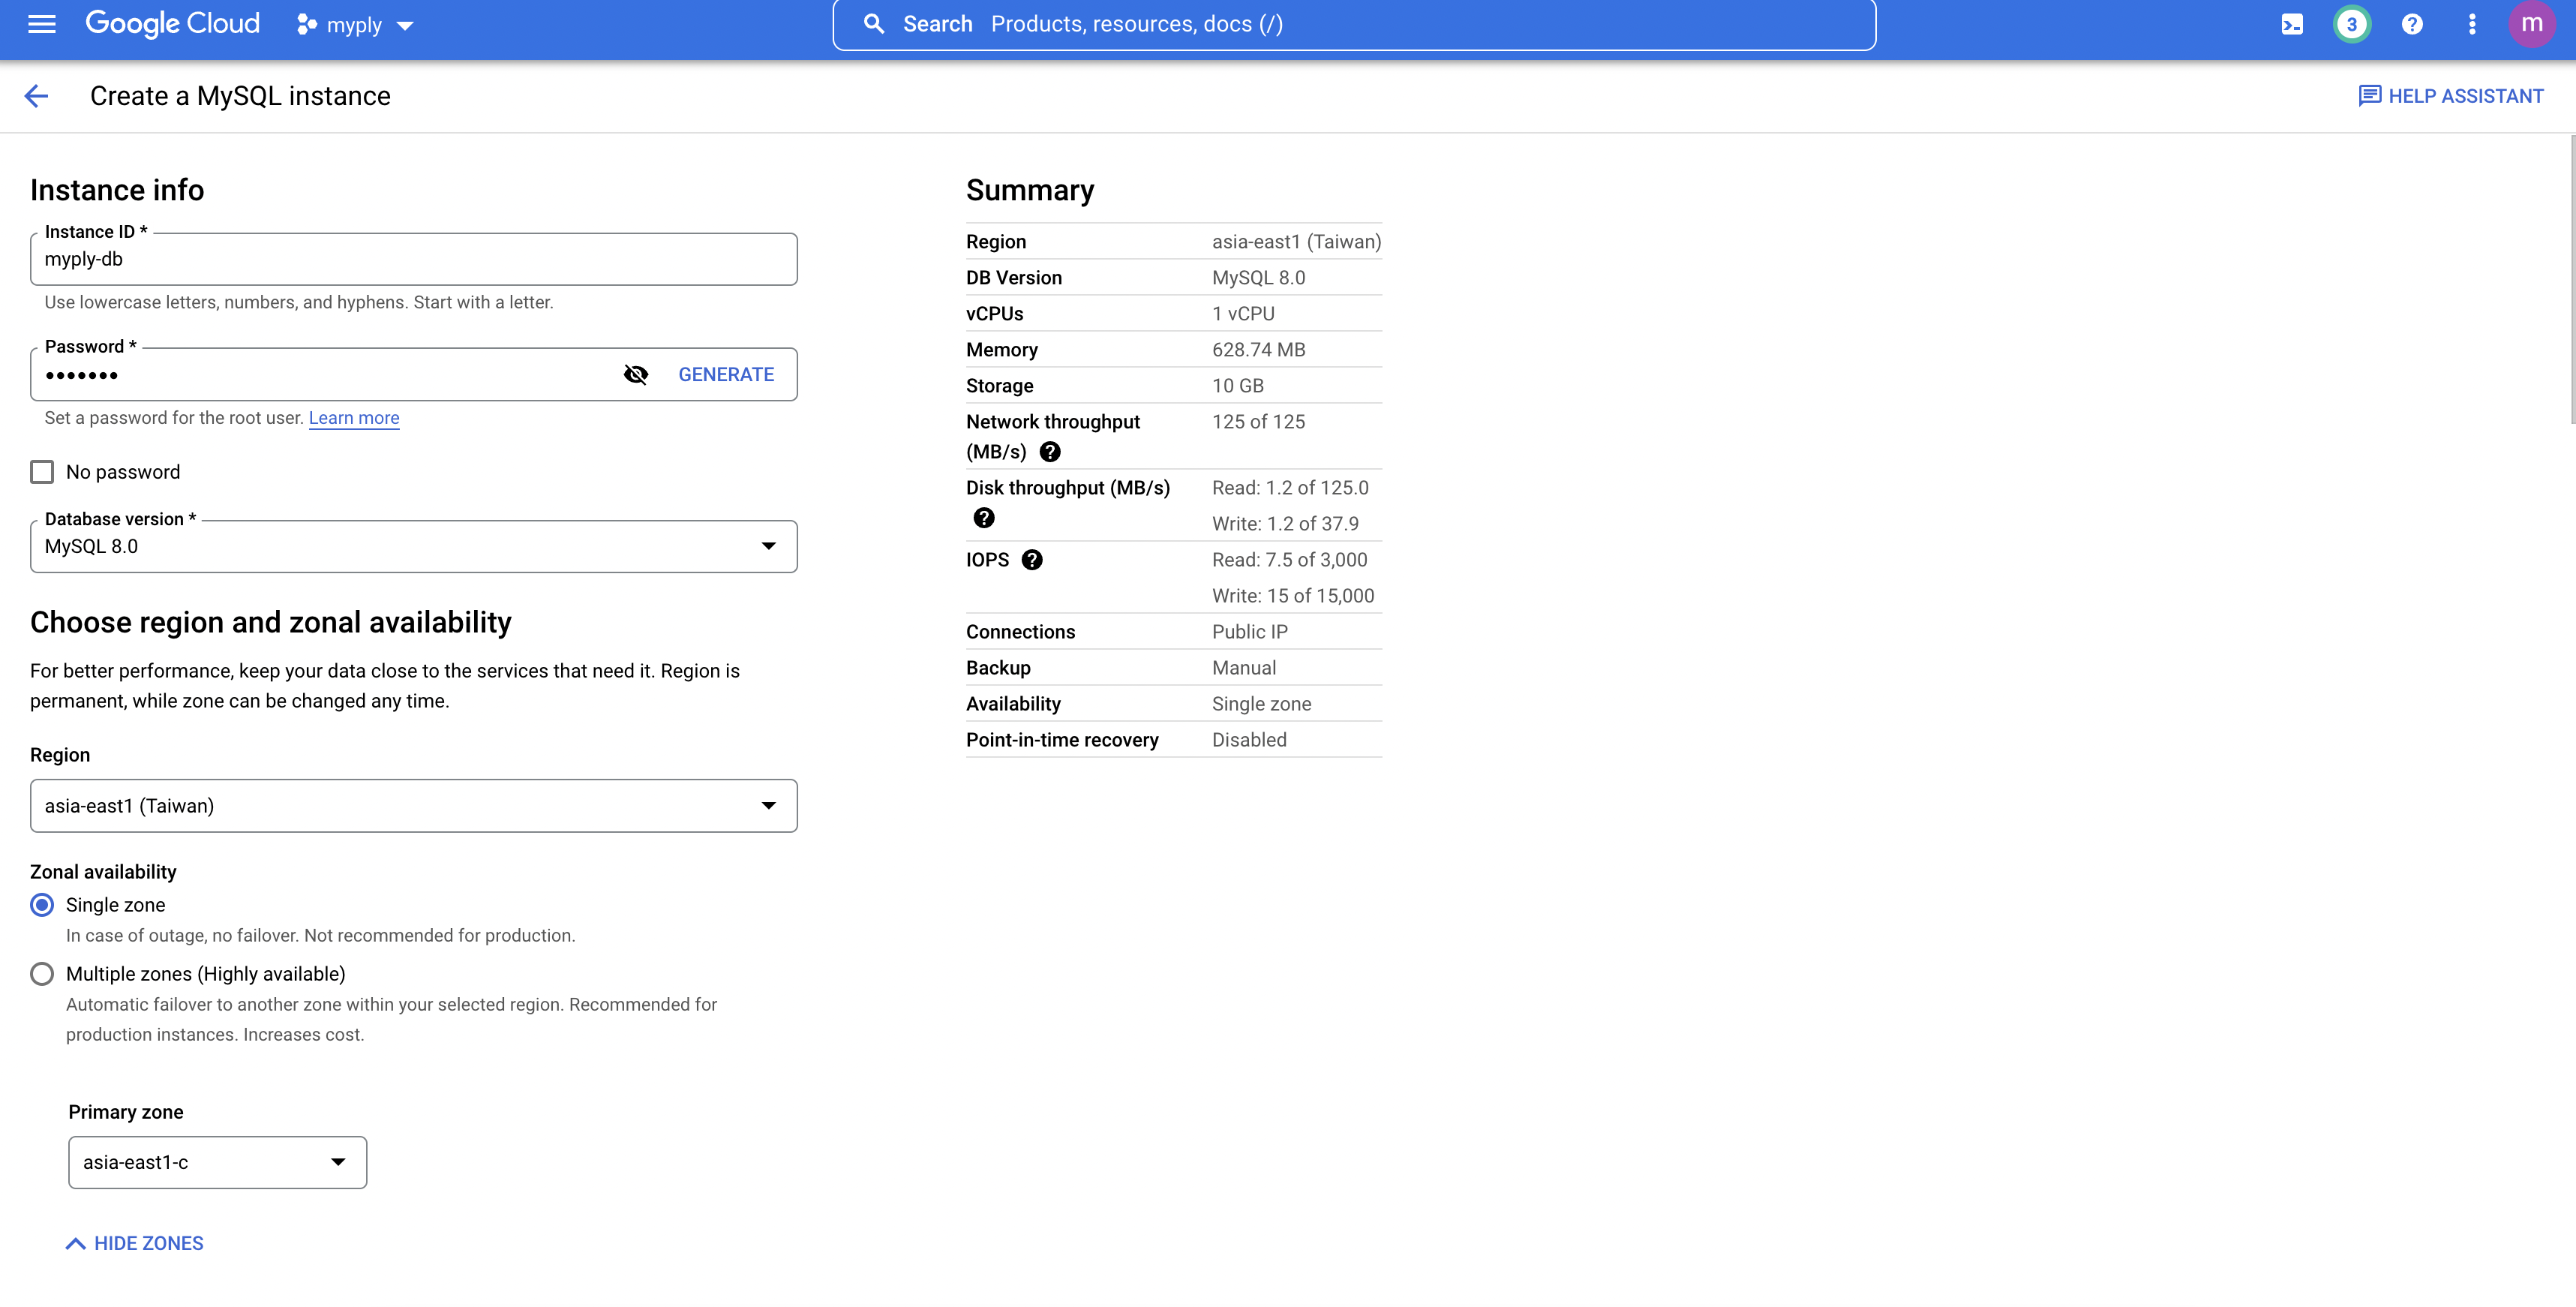 Google Cloud
myply
Search Products, resources, docs (/)
3
m
Create a MySQL instance
HELP ASSISTANT
Instance info
Instance ID *
myply-db
Use lowercase letters, numbers, and hyphens. Start with a letter.
Password *
•••••••
GENERATE
Set a password for the root user. Learn more
No password
Database version *
MySQL 8.0
Choose region and zonal availability
For better performance, keep your data close to the services that need it. Region is
permanent, while zone can be changed any time.
Region
asia-east1 (Taiwan)
Zonal availability
Single zone
In case of outage, no failover. Not recommended for production.
Multiple zones (Highly available)
Automatic failover to another zone within your selected region. Recommended for
production instances. Increases cost.
Primary zone
asia-east1-c
HIDE ZONES
Summary
Region asia-east1 (Taiwan)
DB Version MySQL 8.0
vCPUs 1 vCPU
Memory 628.74 MB
Storage 10 GB
Network throughput 125 of 125
(MB/s)
Disk throughput (MB/s) Read: 1.2 of 125.0
Write: 1.2 of 37.9
IOPS Read: 7.5 of 3,000
Write: 15 of 15,000
Connections Public IP
Backup Manual
Availability Single zone
Point-in-time recovery Disabled